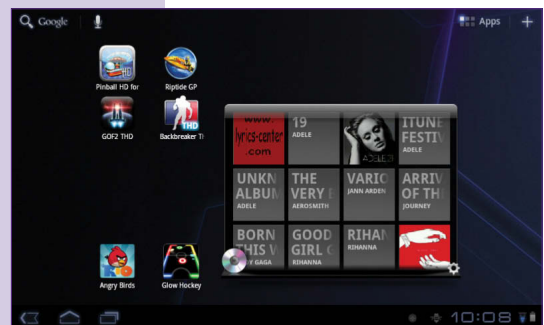 Google
Apps
Pinball HD for
Riptide GP
GOF2 THD
THD
Backbreaker T
www.
lyrics-center
.com
19
ADELE
ADELE 21
ITUNE
FESTIV
ADELE
UNKN
ALBUN
ADELE
THE
VERY
AEROSMITH
VARIO
JANN ARDEN
ARRIV
OF TH
JOURNEY
BORN
THIS
GAGA
GOOD
GIRL
RIHANNA
RIHAN
RIHANNA
Angry Birds
Glow Hockey
10:08